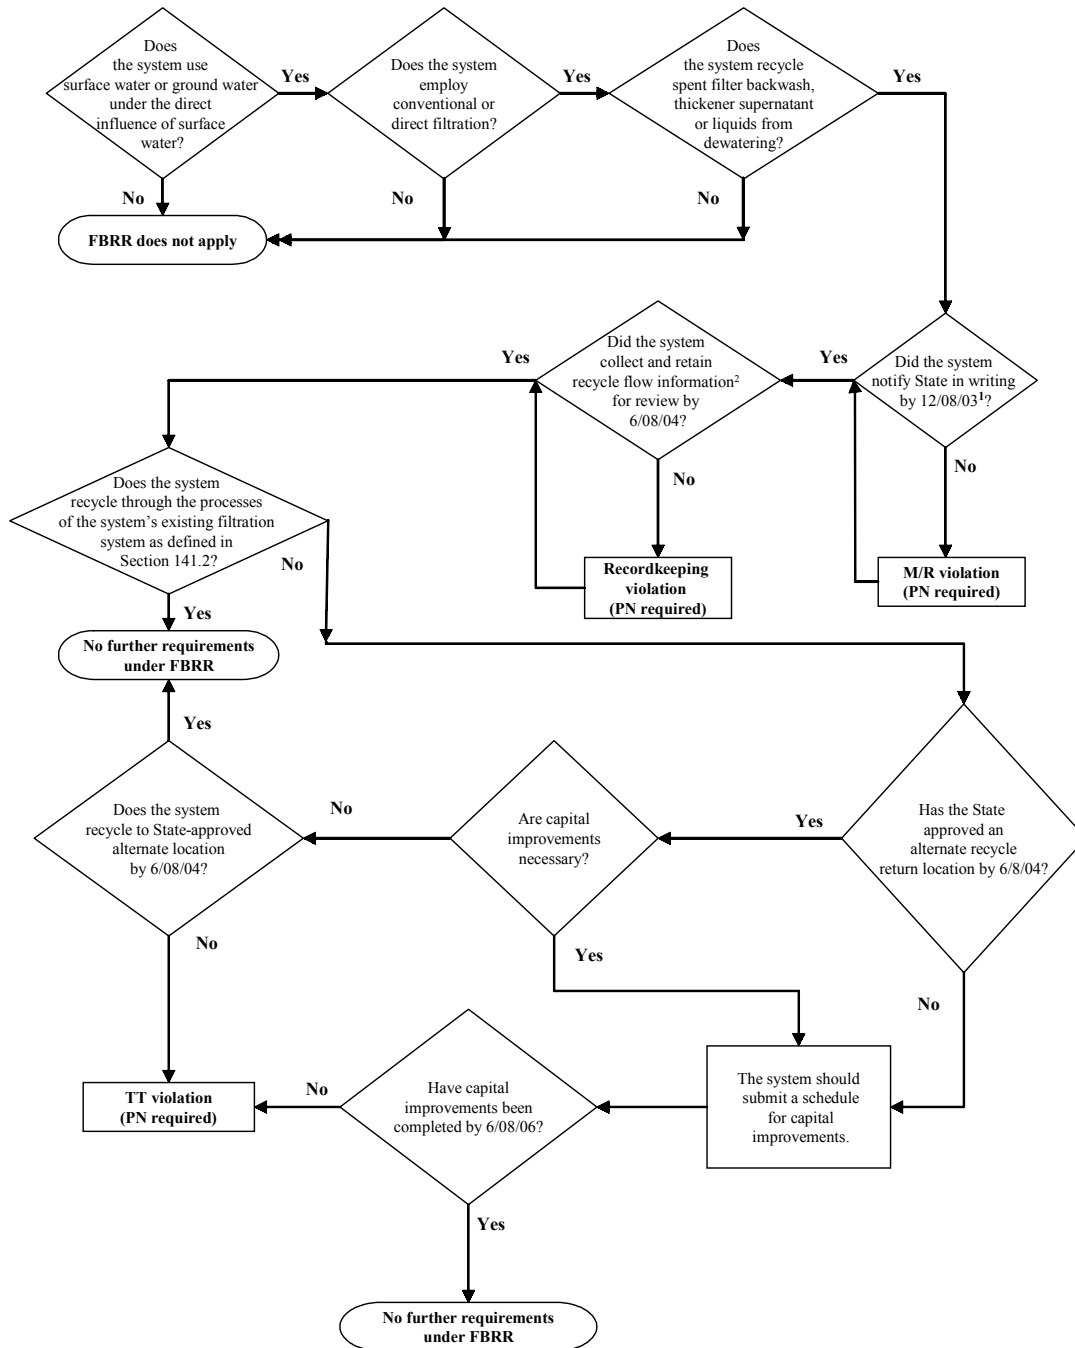 Does
the system use
surface water or ground water
under the direct
influence of surface
water?
Yes
Does the system
employ
conventional or
direct filtration?
Yes
Does
the system recycle
spent filter backwash,
thickener supernatant
or liquids from
dewatering?
Yes
No
No
No
FBRR does not apply
Did the system
notify State in writing
by 12/08/03¹?
Yes
No
M/R violation
(PN required)
Did the system
collect and retain
recycle flow information²
for review by
6/08/04?
Yes
No
Recordkeeping
violation
(PN required)
Does the system
recycle through the processes
of the system's existing filtration
system as defined in
Section 141.2?
No
Yes
No further requirements
under FBRR
Yes
Has the State
approved an
alternate recycle
return location by 6/8/04?
Yes
No
Are capital
improvements
necessary?
No
Yes
Does the system
recycle to State-approved
alternate location
by 6/08/04?
No
The system should
submit a schedule
for capital
improvements.
Have capital
improvements been
completed by 6/08/06?
No
TT violation
(PN required)
Yes
No further requirements
under FBRR